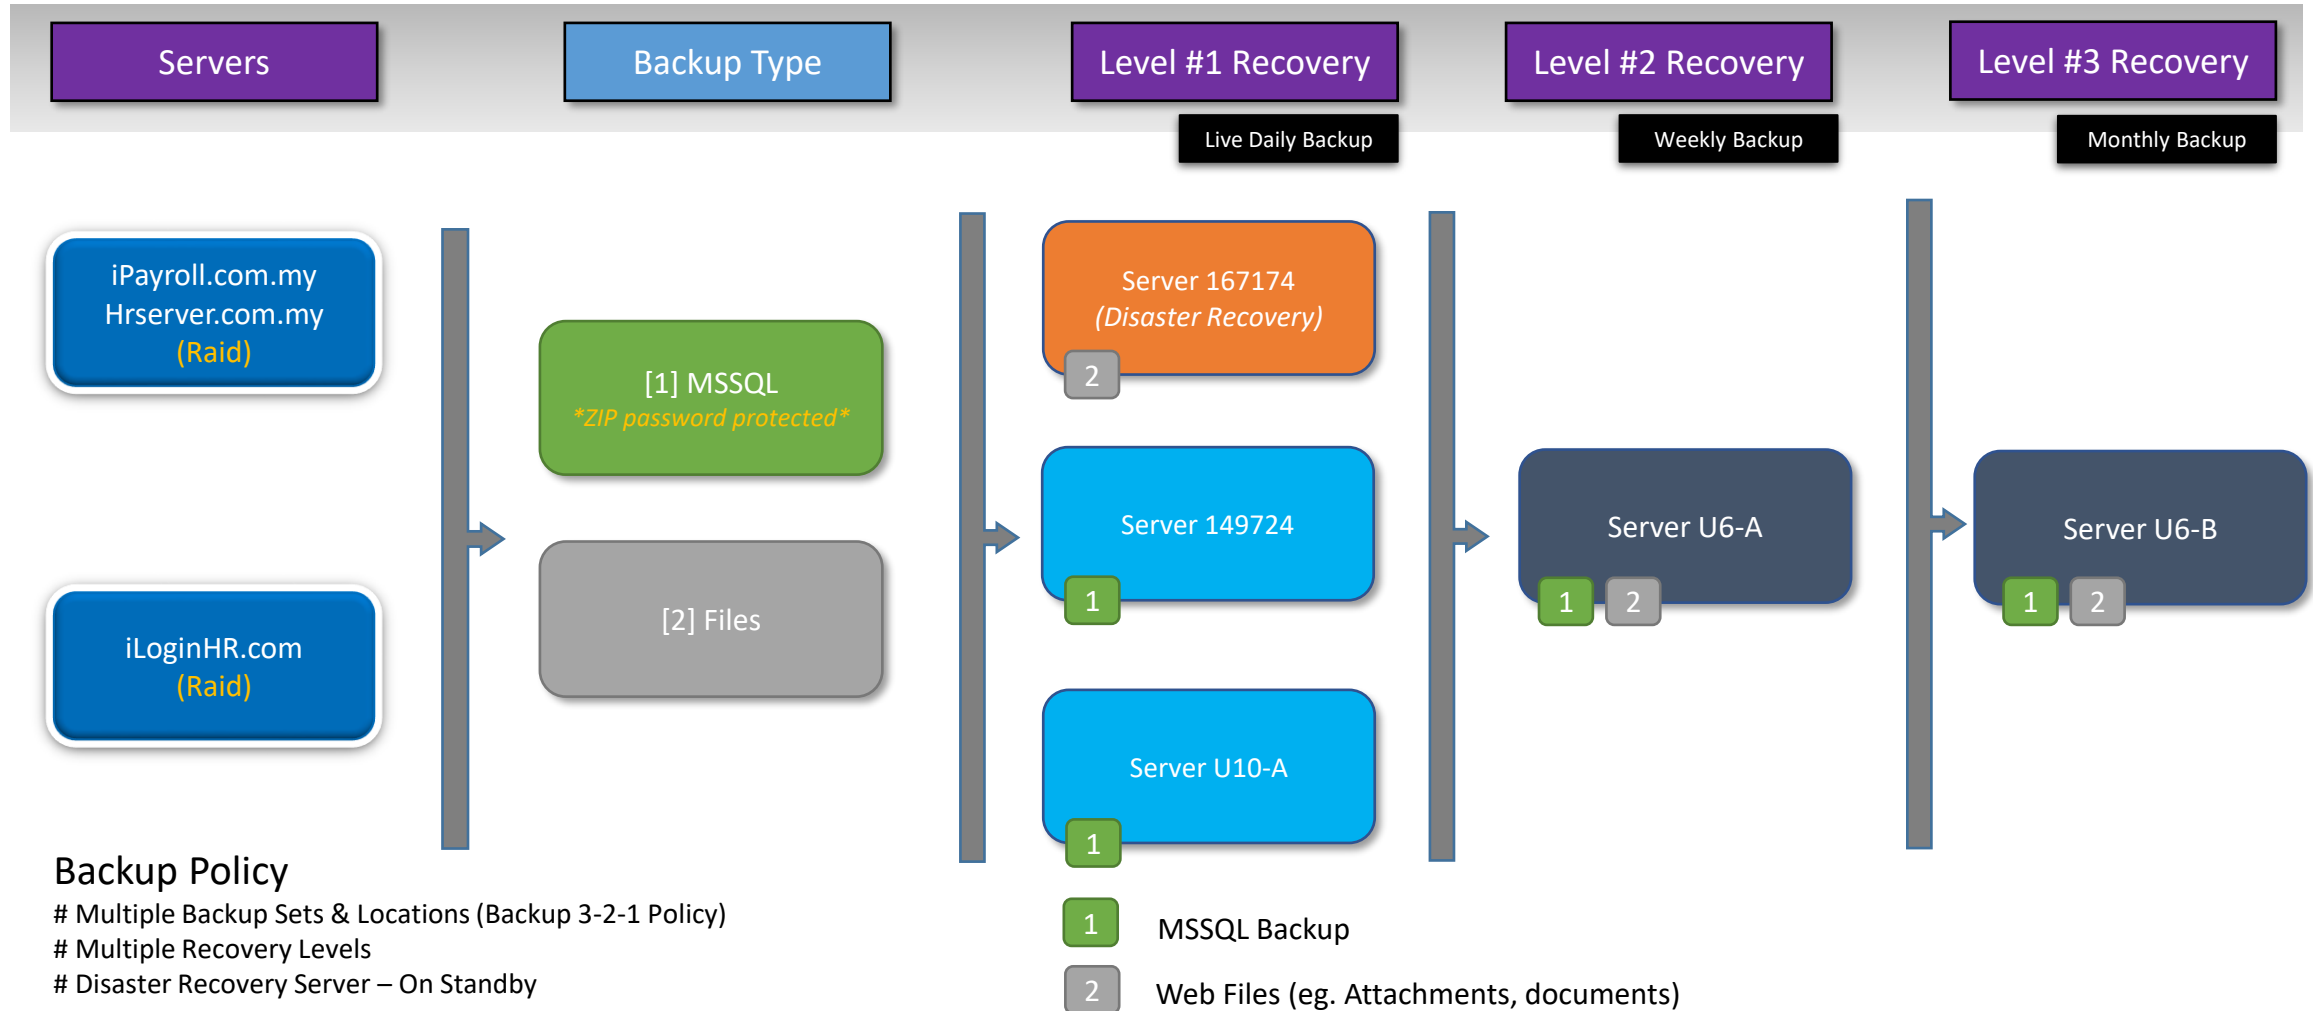 Servers
Backup Type
Level #1 Recovery
Level #2 Recovery
Level #3 Recovery
Live Daily Backup
Weekly Backup
Monthly Backup
iPayroll.com.my
Hrserver.com.my
(Raid)
iLoginHR.com
(Raid)
[1] MSSQL
*ZIP password protected*
[2] Files
Server 167174
(Disaster Recovery)
2
Server 149724
1
Server U10-A
1
Server U6-A
1 2
Server U6-B
1 2
Backup Policy
# Multiple Backup Sets & Locations (Backup 3-2-1 Policy)
# Multiple Recovery Levels
# Disaster Recovery Server – On Standby
1 MSSQL Backup
2 Web Files (eg. Attachments, documents)